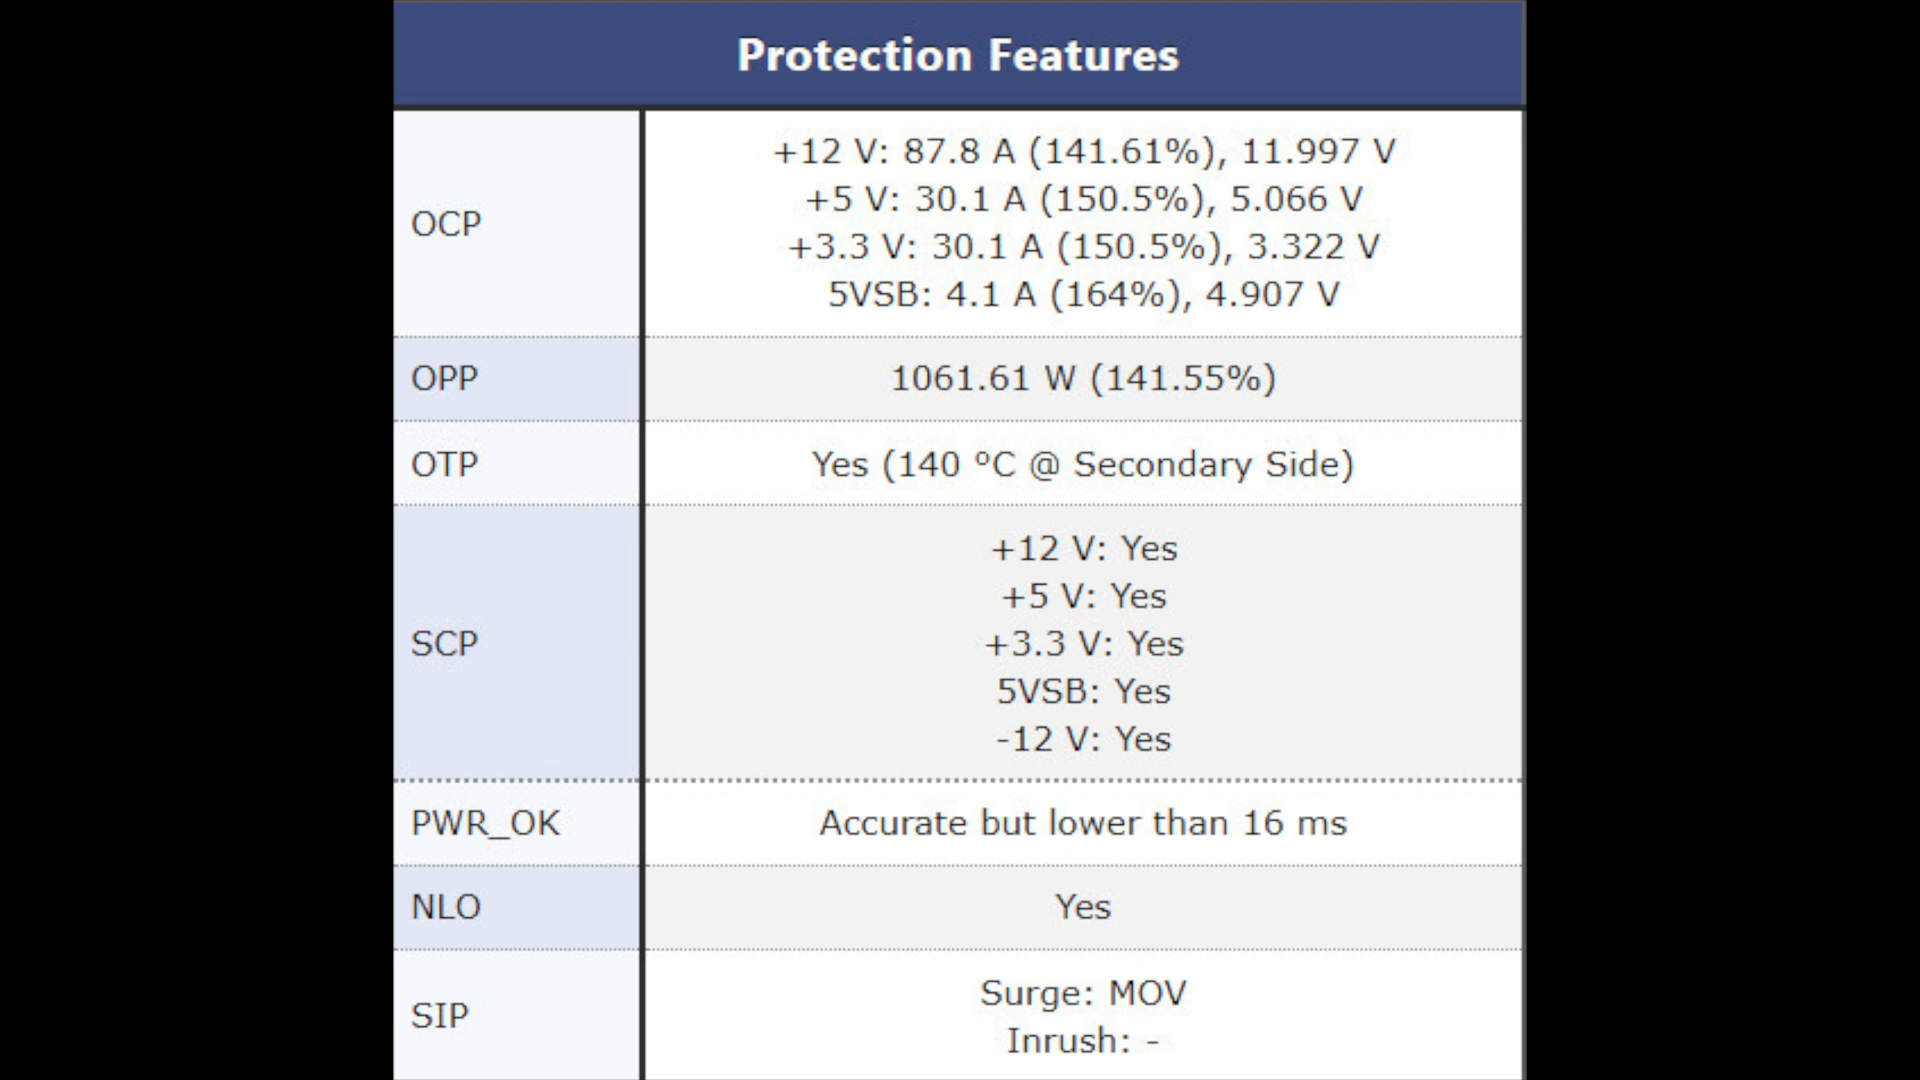 Protection Features
OCP
+12 V: 87.8 A (141.61%), 11.997 V
+5 V: 30.1 A (150.5%), 5.066 V
+3.3 V: 30.1 A (150.5%), 3.322 V
5VSB: 4.1 A (164%), 4.907 V
OPP
1061.61 W (141.55%)
OTP
Yes (140 °C @ Secondary Side)
SCP
+12 V: Yes
+5 V: Yes
+3.3 V: Yes
5VSB: Yes
-12 V: Yes
PWR_OK
Accurate but lower than 16 ms
NLO
Yes
SIP
Surge: MOV
Inrush: -